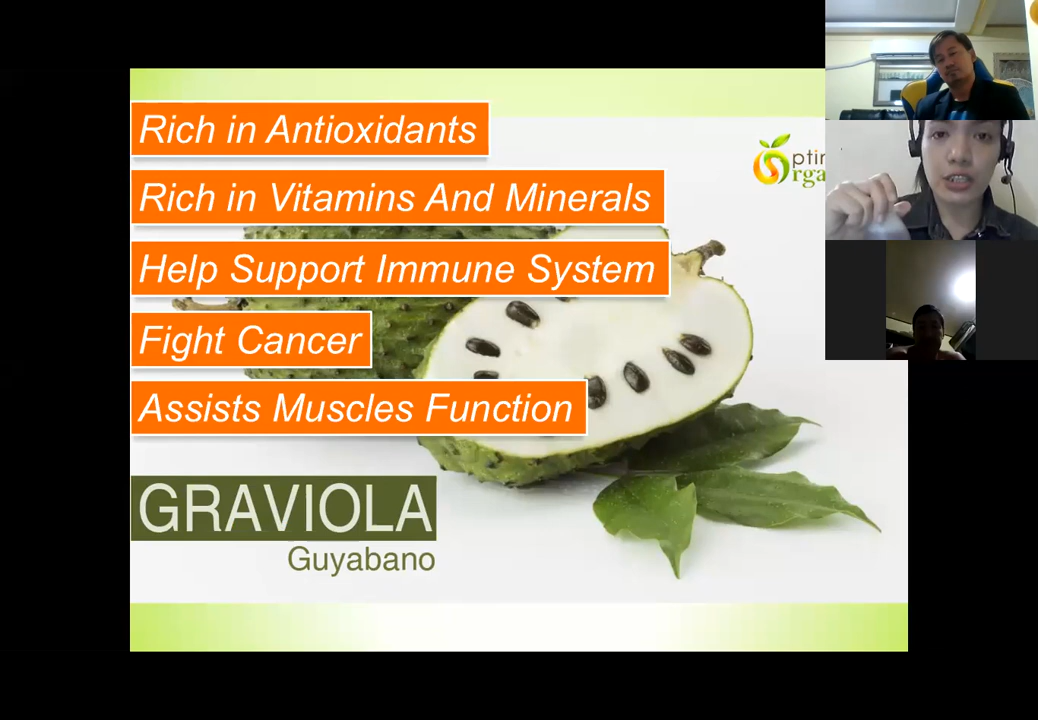 Rich in Antioxidants
Rich in Vitamins And Minerals
Help Support Immune System
Fight Cancer
Assists Muscles Function
GRAVIOLA
Guyabano